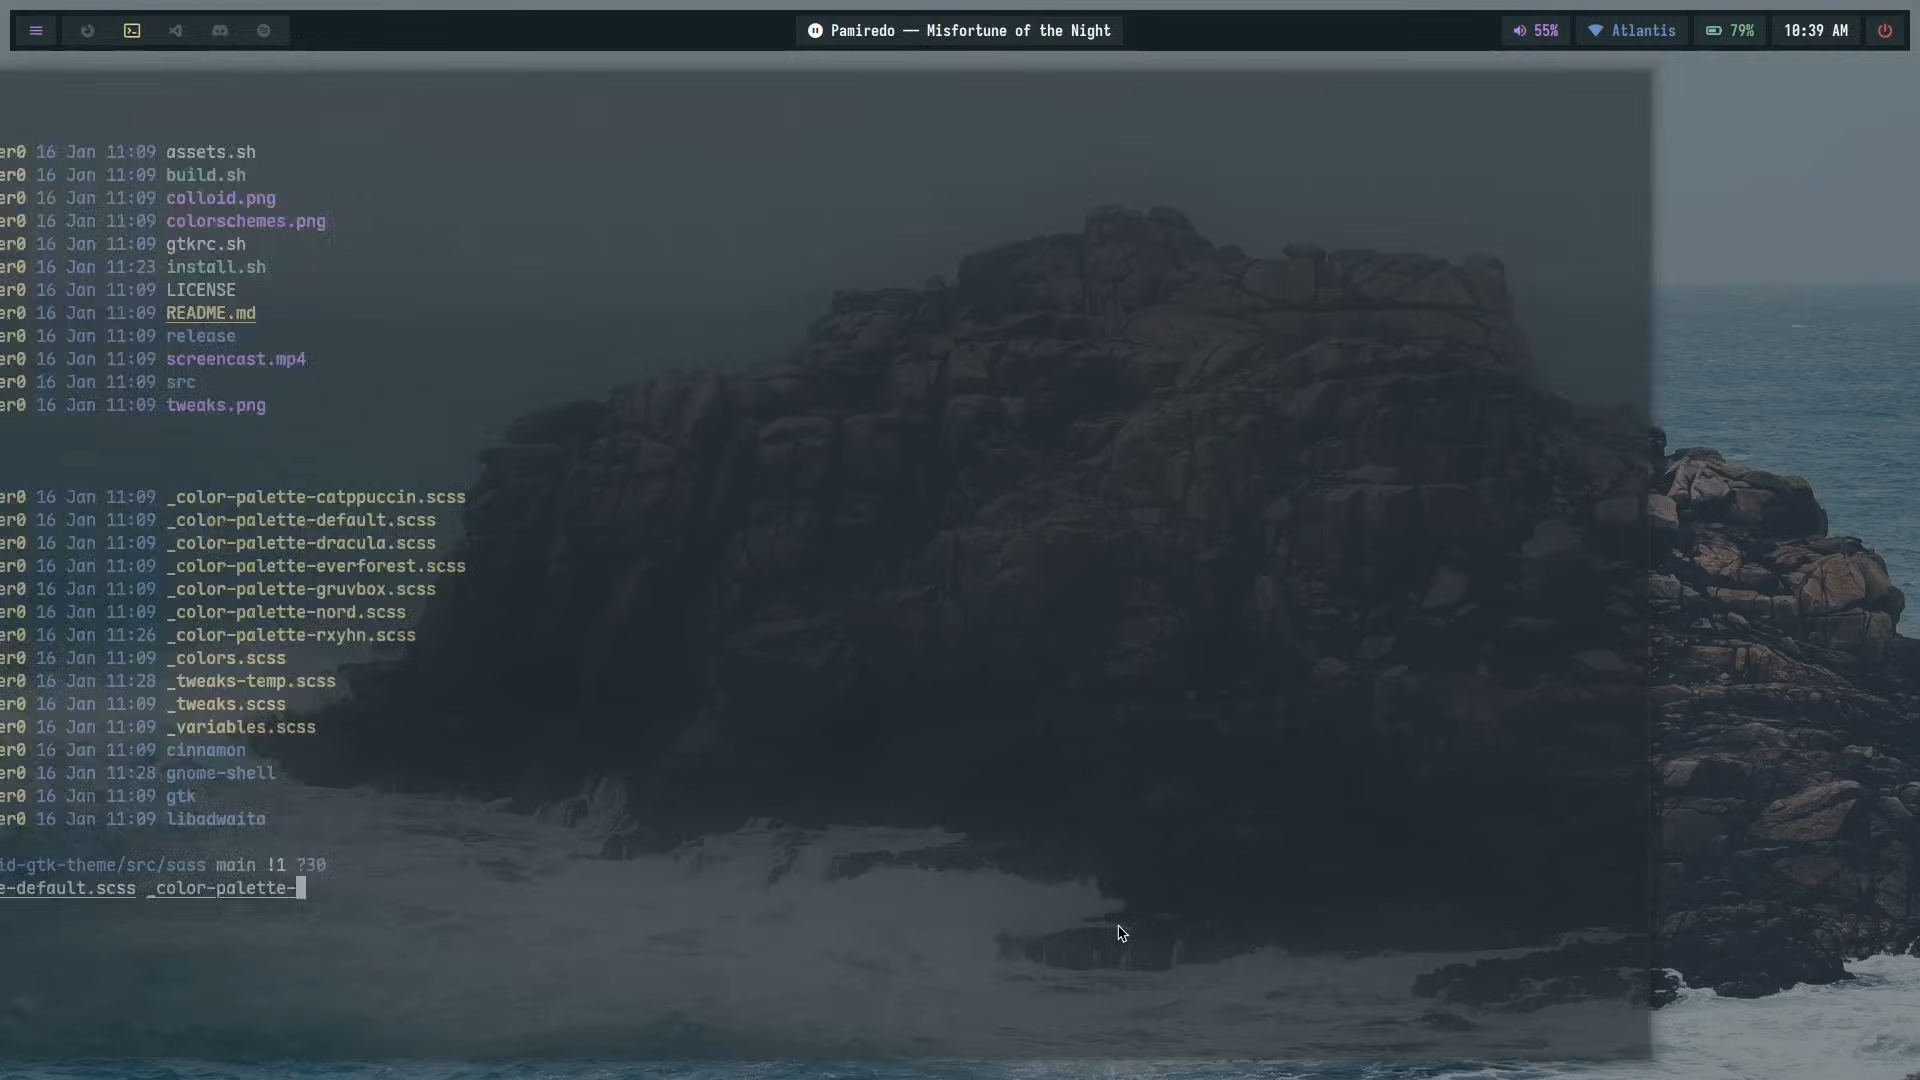 Pamiredo — Misfortune of the Night
55%
Atlantis
79%
10:39 AM
er0 16 Jan 11:09 assets.sh
er0 16 Jan 11:09 build.sh
er0 16 Jan 11:09 colloid.png
er0 16 Jan 11:09 colorschemes.png
er0 16 Jan 11:09 gtkrc.sh
er0 16 Jan 11:23 install.sh
er0 16 Jan 11:09 LICENSE
er0 16 Jan 11:09 README.md
er0 16 Jan 11:09 release
er0 16 Jan 11:09 screencast.mp4
er0 16 Jan 11:09 src
er0 16 Jan 11:09 tweaks.png
er0 16 Jan 11:09 _color-palette-catppuccin.scss
er0 16 Jan 11:09 _color-palette-default.scss
er0 16 Jan 11:09 _color-palette-dracula.scss
er0 16 Jan 11:09 _color-palette-everforest.scss
er0 16 Jan 11:09 _color-palette-gruvbox.scss
er0 16 Jan 11:09 _color-palette-nord.scss
er0 16 Jan 11:26 _color-palette-rxyhn.scss
er0 16 Jan 11:09 _colors.scss
er0 16 Jan 11:28 _tweaks-temp.scss
er0 16 Jan 11:09 _tweaks.scss
er0 16 Jan 11:09 _variables.scss
er0 16 Jan 11:09 cinnamon
er0 16 Jan 11:28 gnome-shell
er0 16 Jan 11:09 gtk
er0 16 Jan 11:09 libadwaita
id-gtk-theme/src/sass main !1 ?30
e-default.scss _color-palette-